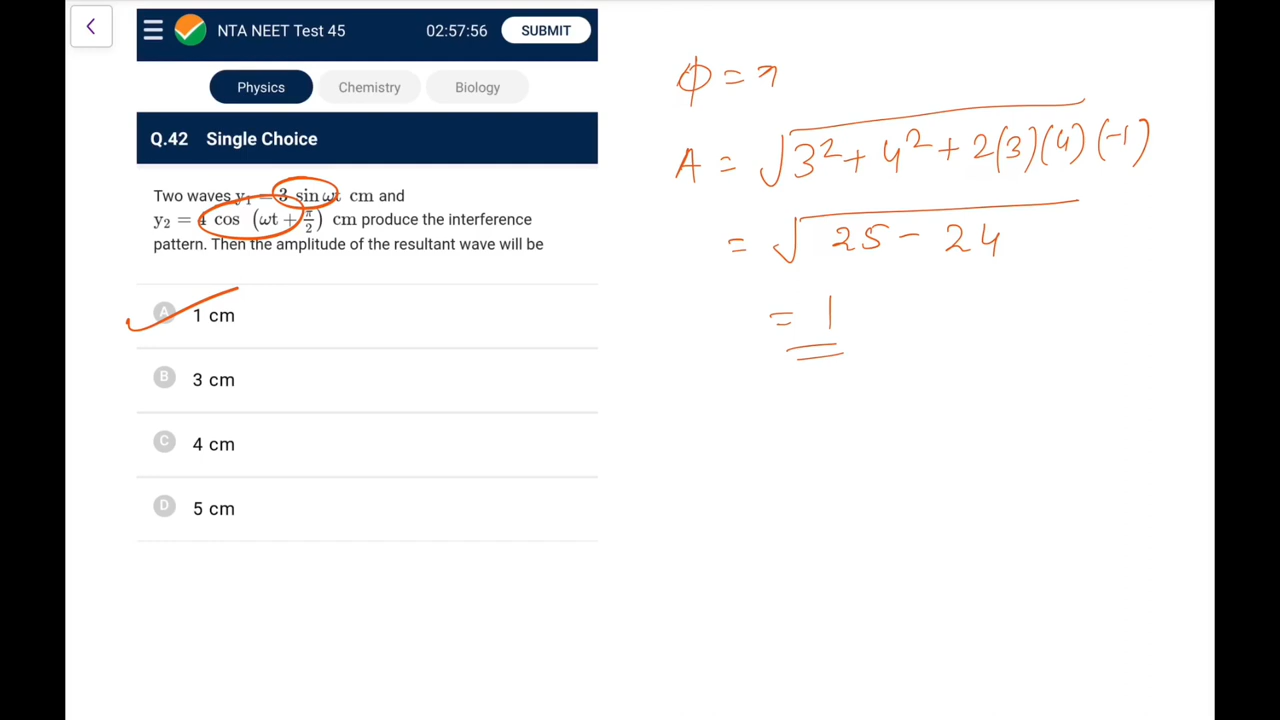 NTA NEET Test 45
02:57:56
SUBMIT
Physics
Chemistry
Biology
Q.42 Single Choice
Two waves y₁ = 3 sin ωt cm and
y₂ = 4 cos (ωt + π/2) cm produce the interference
pattern. Then the amplitude of the resultant wave will be
A 1 cm
B 3 cm
C 4 cm
D 5 cm
ϕ = π
A = √(3² + 4² + 2(3)(4)(-1)
= √25 - 24
= 1